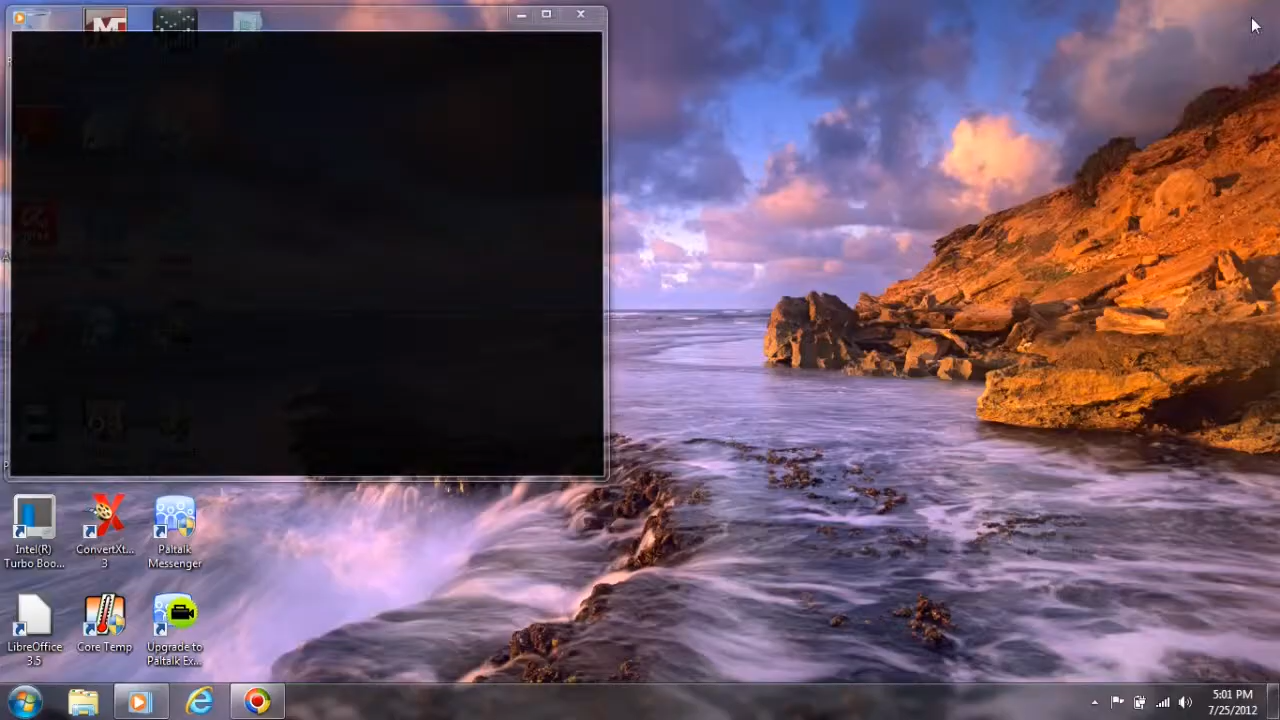 Intel(R)
Turbo Boo...
ConvertXt...
3
Paltalk
Messenger
LibreOffice
3.5
Core Temp
Upgrade to
Paltalk Ex...
5:01 PM
7/25/2012